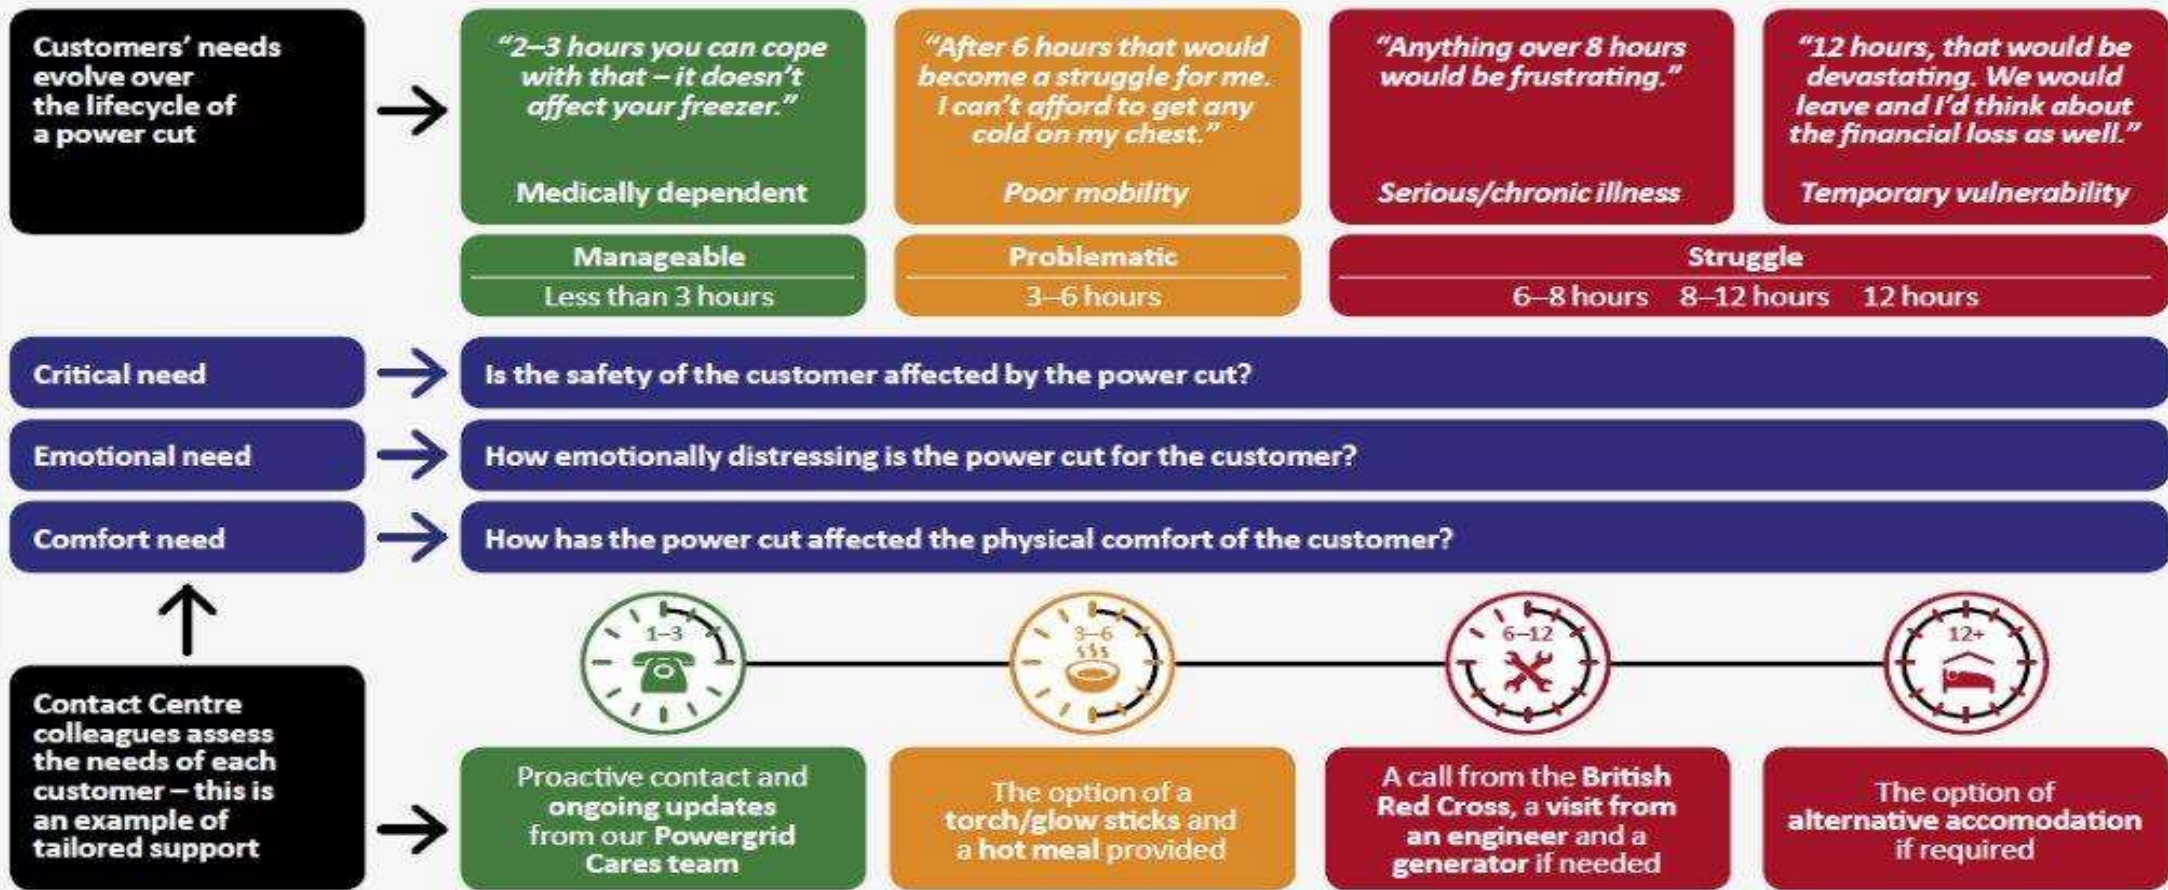 Customers' needs
evolve over
the lifecycle of
a power cut
“2–3 hours you can cope
with that – it doesn't
affect your freezer.”
Medically dependent
“After 6 hours that would
become a struggle for me.
I can't afford to get any
cold on my chest.”
Poor mobility
“Anything over 8 hours
would be frustrating.”
Serious/chronic illness
“12 hours, that would be
devastating. We would
leave and I'd think about
the financial loss as well.”
Temporary vulnerability
Manageable
Less than 3 hours
Problematic
3–6 hours
Struggle
6–8 hours 8–12 hours 12 hours
Critical need
Is the safety of the customer affected by the power cut?
Emotional need
How emotionally distressing is the power cut for the customer?
Comfort need
How has the power cut affected the physical comfort of the customer?
Contact Centre
colleagues assess
the needs of each
customer – this is
an example of
tailored support
1–3
3–6
6–12
12+
Proactive contact and
ongoing updates
from our Powergrid
Cares team
The option of a
torch/glow sticks and
a hot meal provided
A call from the British
Red Cross, a visit from
an engineer and a
generator if needed
The option of
alternative accomodation
if required